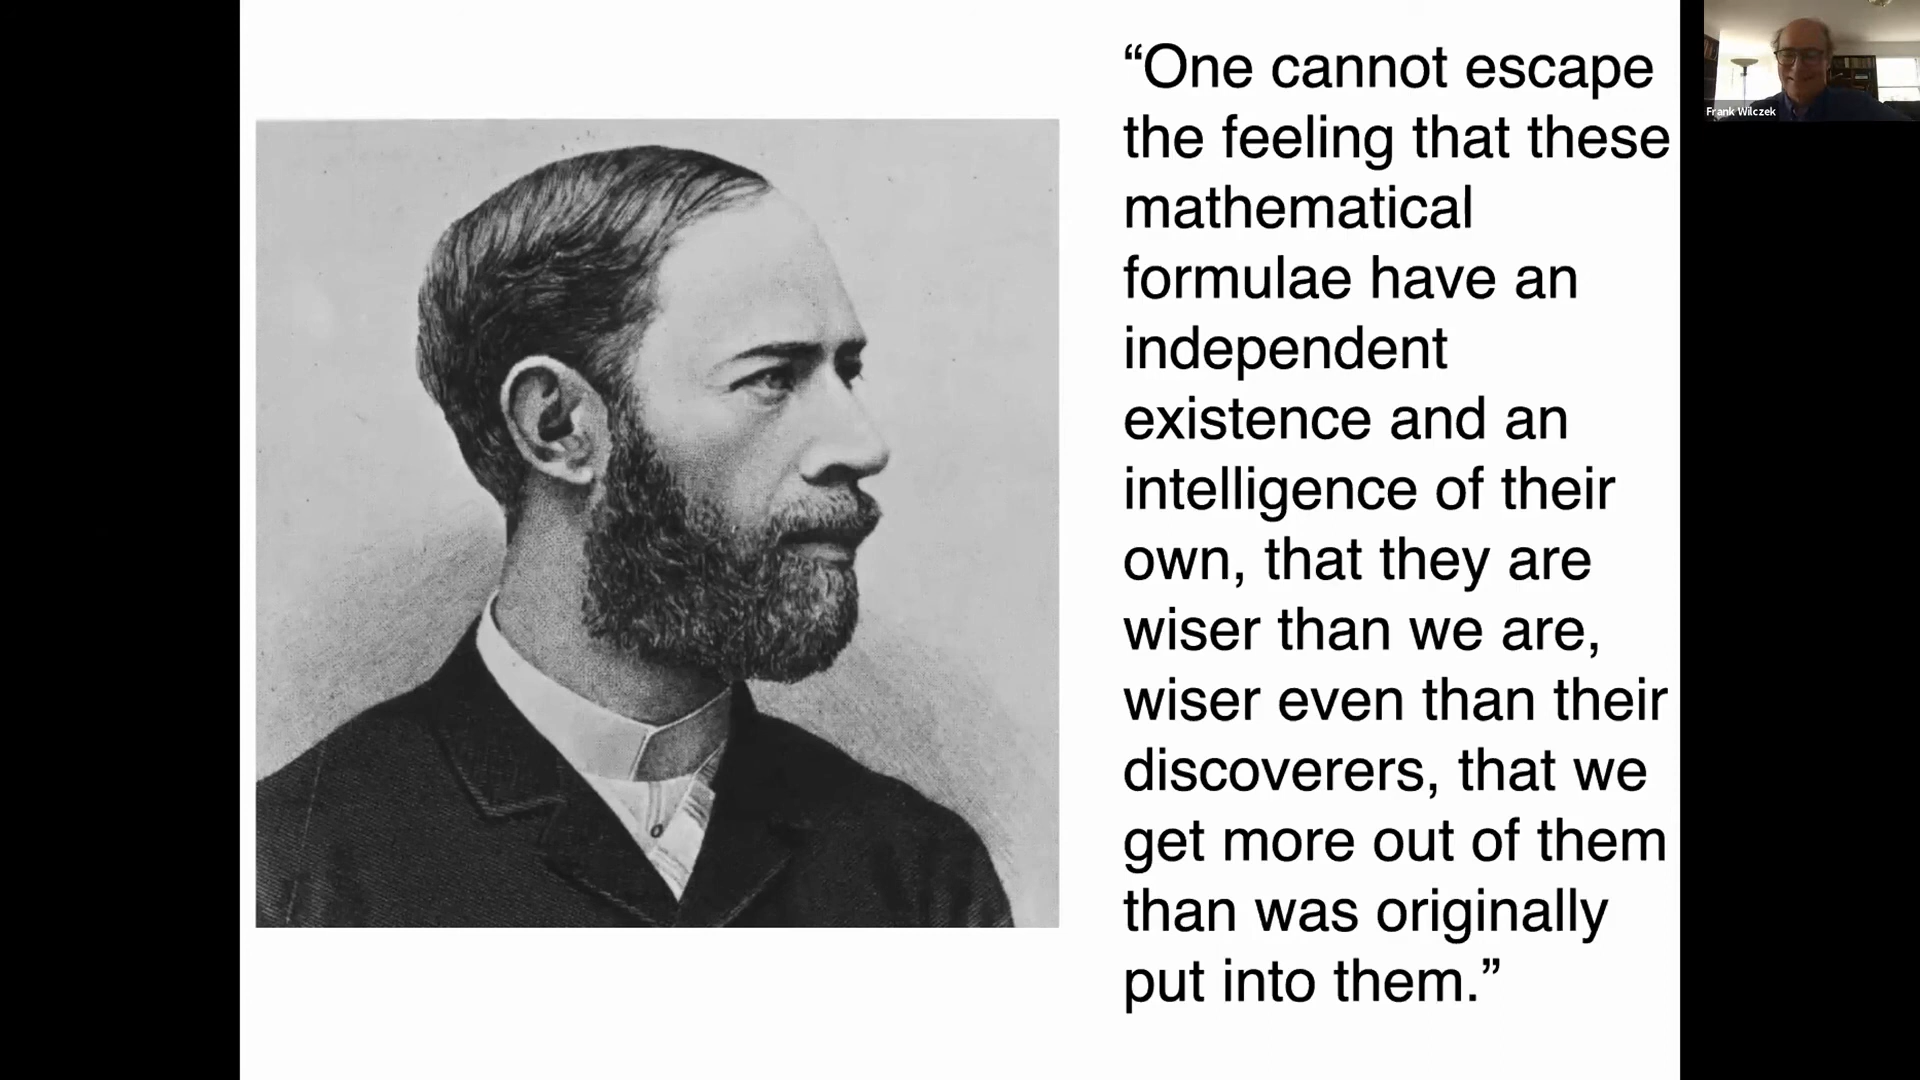 “One cannot escape
the feeling that these
mathematical
formulae have an
independent
existence and an
intelligence of their
own, that they are
wiser than we are,
wiser even than their
discoverers, that we
get more out of them
than was originally
put into them.”
Frank Wilczek